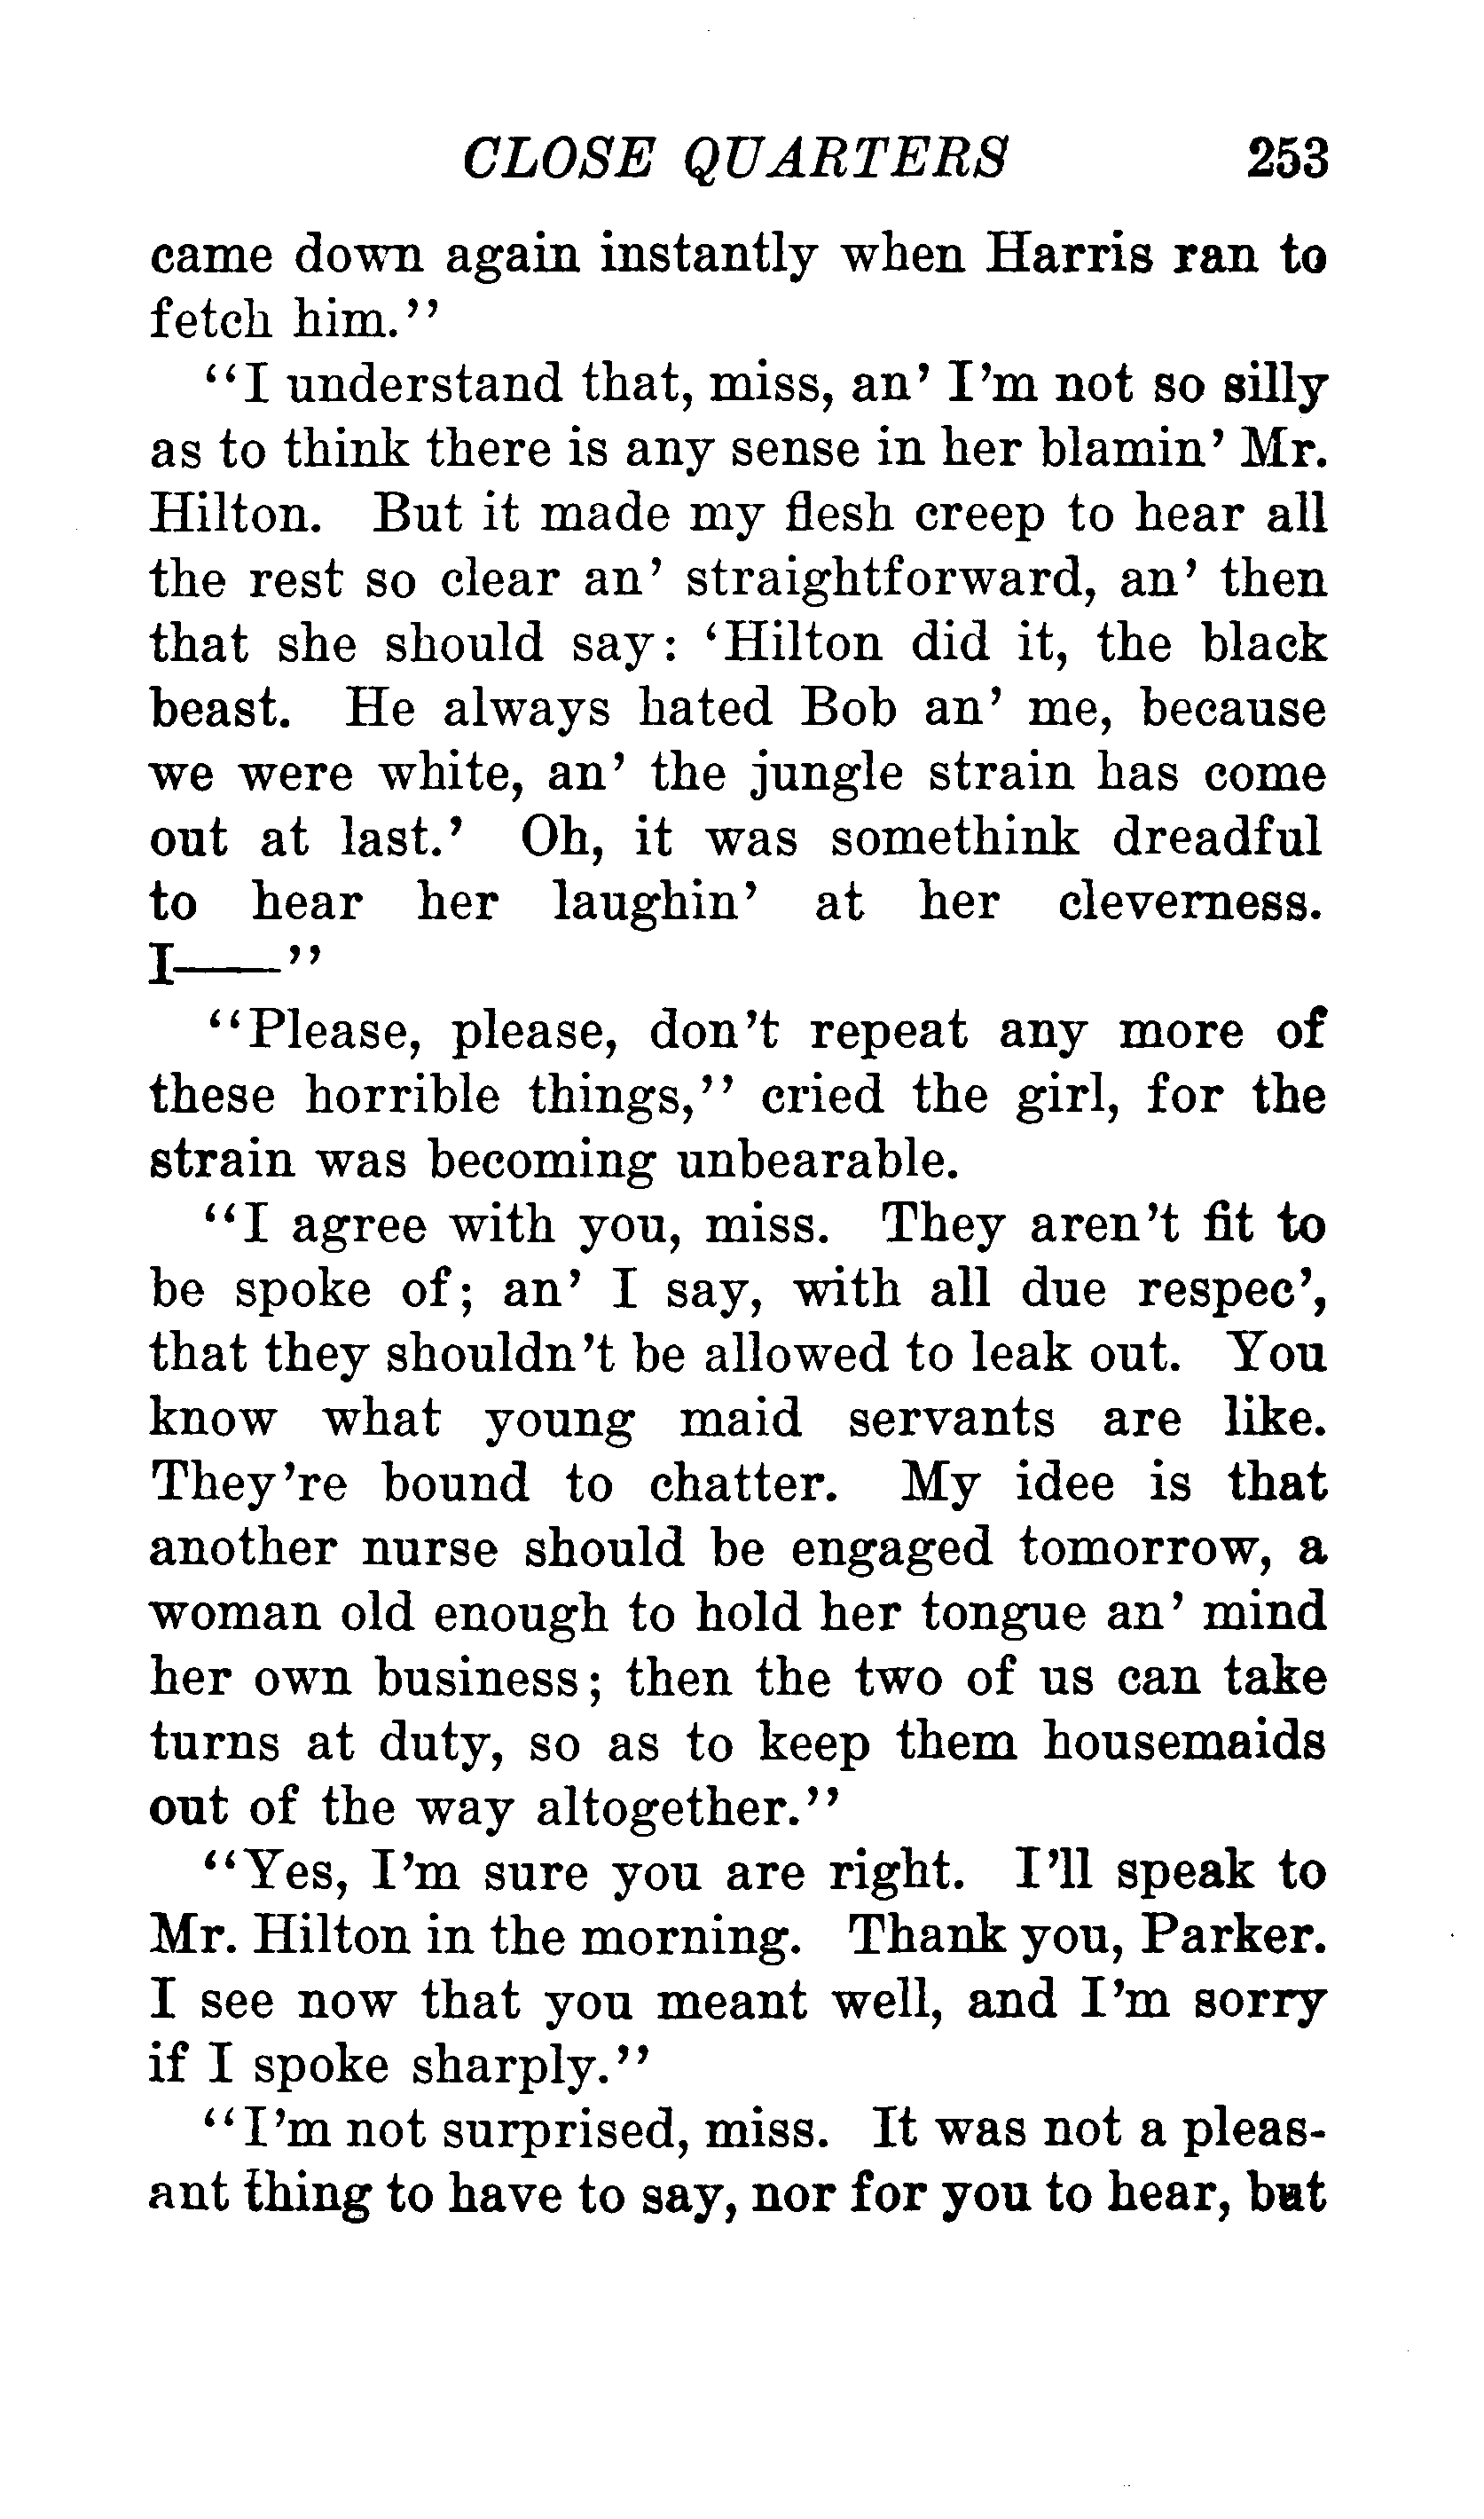 CLOSE QUARTERS 253
came down again instantly when Harris ran to
fetch him."
"I understand that, miss, an' I'm not so silly
as to think there is any sense in her blamin' Mr.
Hilton. But it made my flesh creep to hear all
the rest so clear an' straightforward, an' then
that she should say: 'Hilton did it, the black
beast. He always hated Bob an' me, because
we were white, an' the jungle strain has come
out at last.' Oh, it was somethink dreadful
to hear her laughin' at her cleverness.
I——"
"Please, please, don't repeat any more of
these horrible things," cried the girl, for the
strain was becoming unbearable.
"I agree with you, miss. They aren't fit to
be spoke of; an' I say, with all due respec',
that they shouldn't be allowed to leak out. You
know what young maid servants are like.
They're bound to chatter. My idee is that
another nurse should be engaged tomorrow, a
woman old enough to hold her tongue an' mind
her own business; then the two of us can take
turns at duty, so as to keep them housemaids
out of the way altogether."
"Yes, I'm sure you are right. I'll speak to
Mr. Hilton in the morning. Thank you, Parker.
I see now that you meant well, and I'm sorry
if I spoke sharply."
"I'm not surprised, miss. It was not a pleas-
ant thing to have to say, nor for you to hear, but